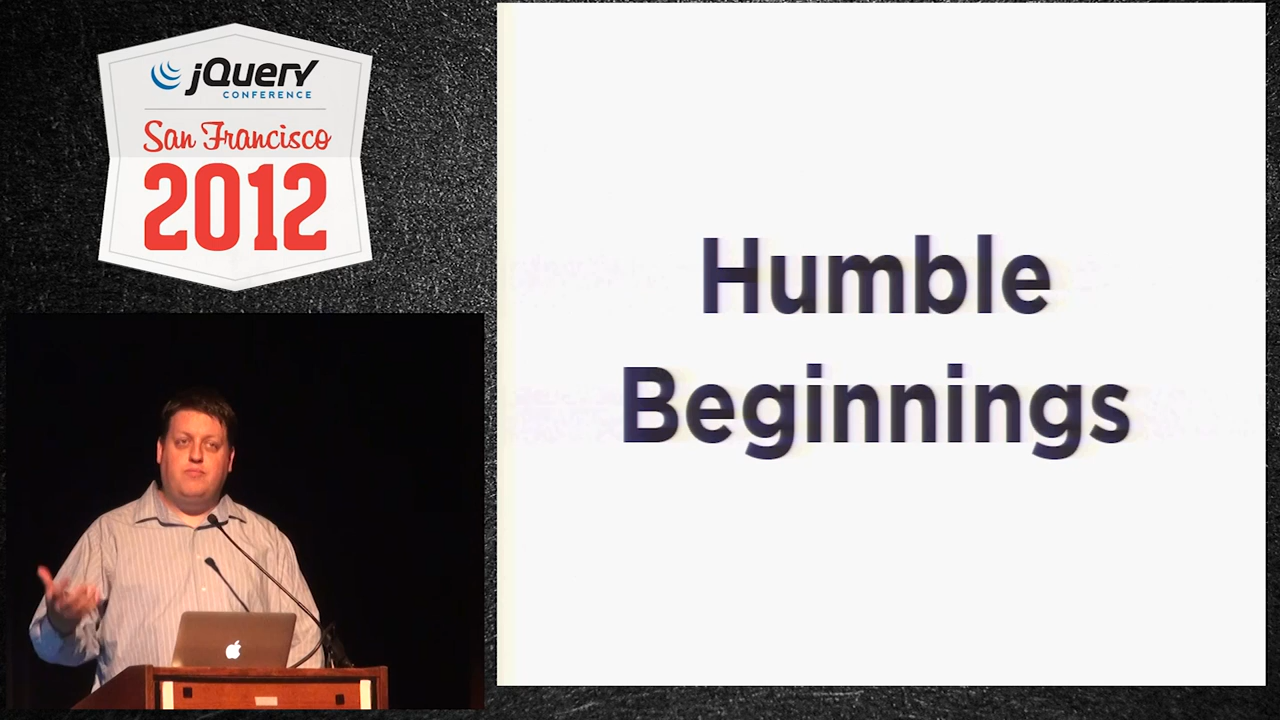 jQuery
CONFERENCE
San Francisco
2012
Humble
Beginnings